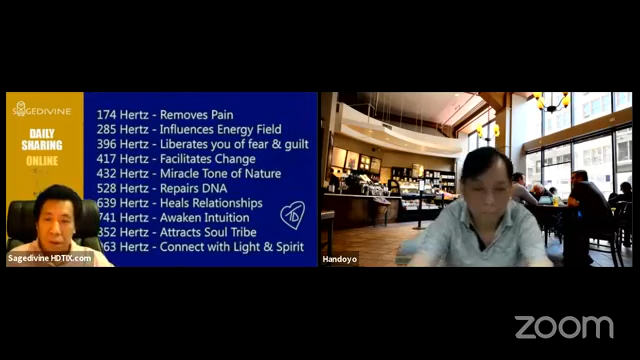 SAGEDIVINE
DAILY
SHARING
ONLINE
174 Hertz - Removes Pain
285 Hertz - Influences Energy Field
396 Hertz - Liberates you of fear & guilt
417 Hertz - Facilitates Change
432 Hertz - Miracle Tone of Nature
528 Hertz - Repairs DNA
639 Hertz - Heals Relationships
741 Hertz - Awaken Intuition
852 Hertz - Attracts Soul Tribe
963 Hertz - Connect with Light & Spirit
Sagedivine HDTIX.com
Handoyo
zoom